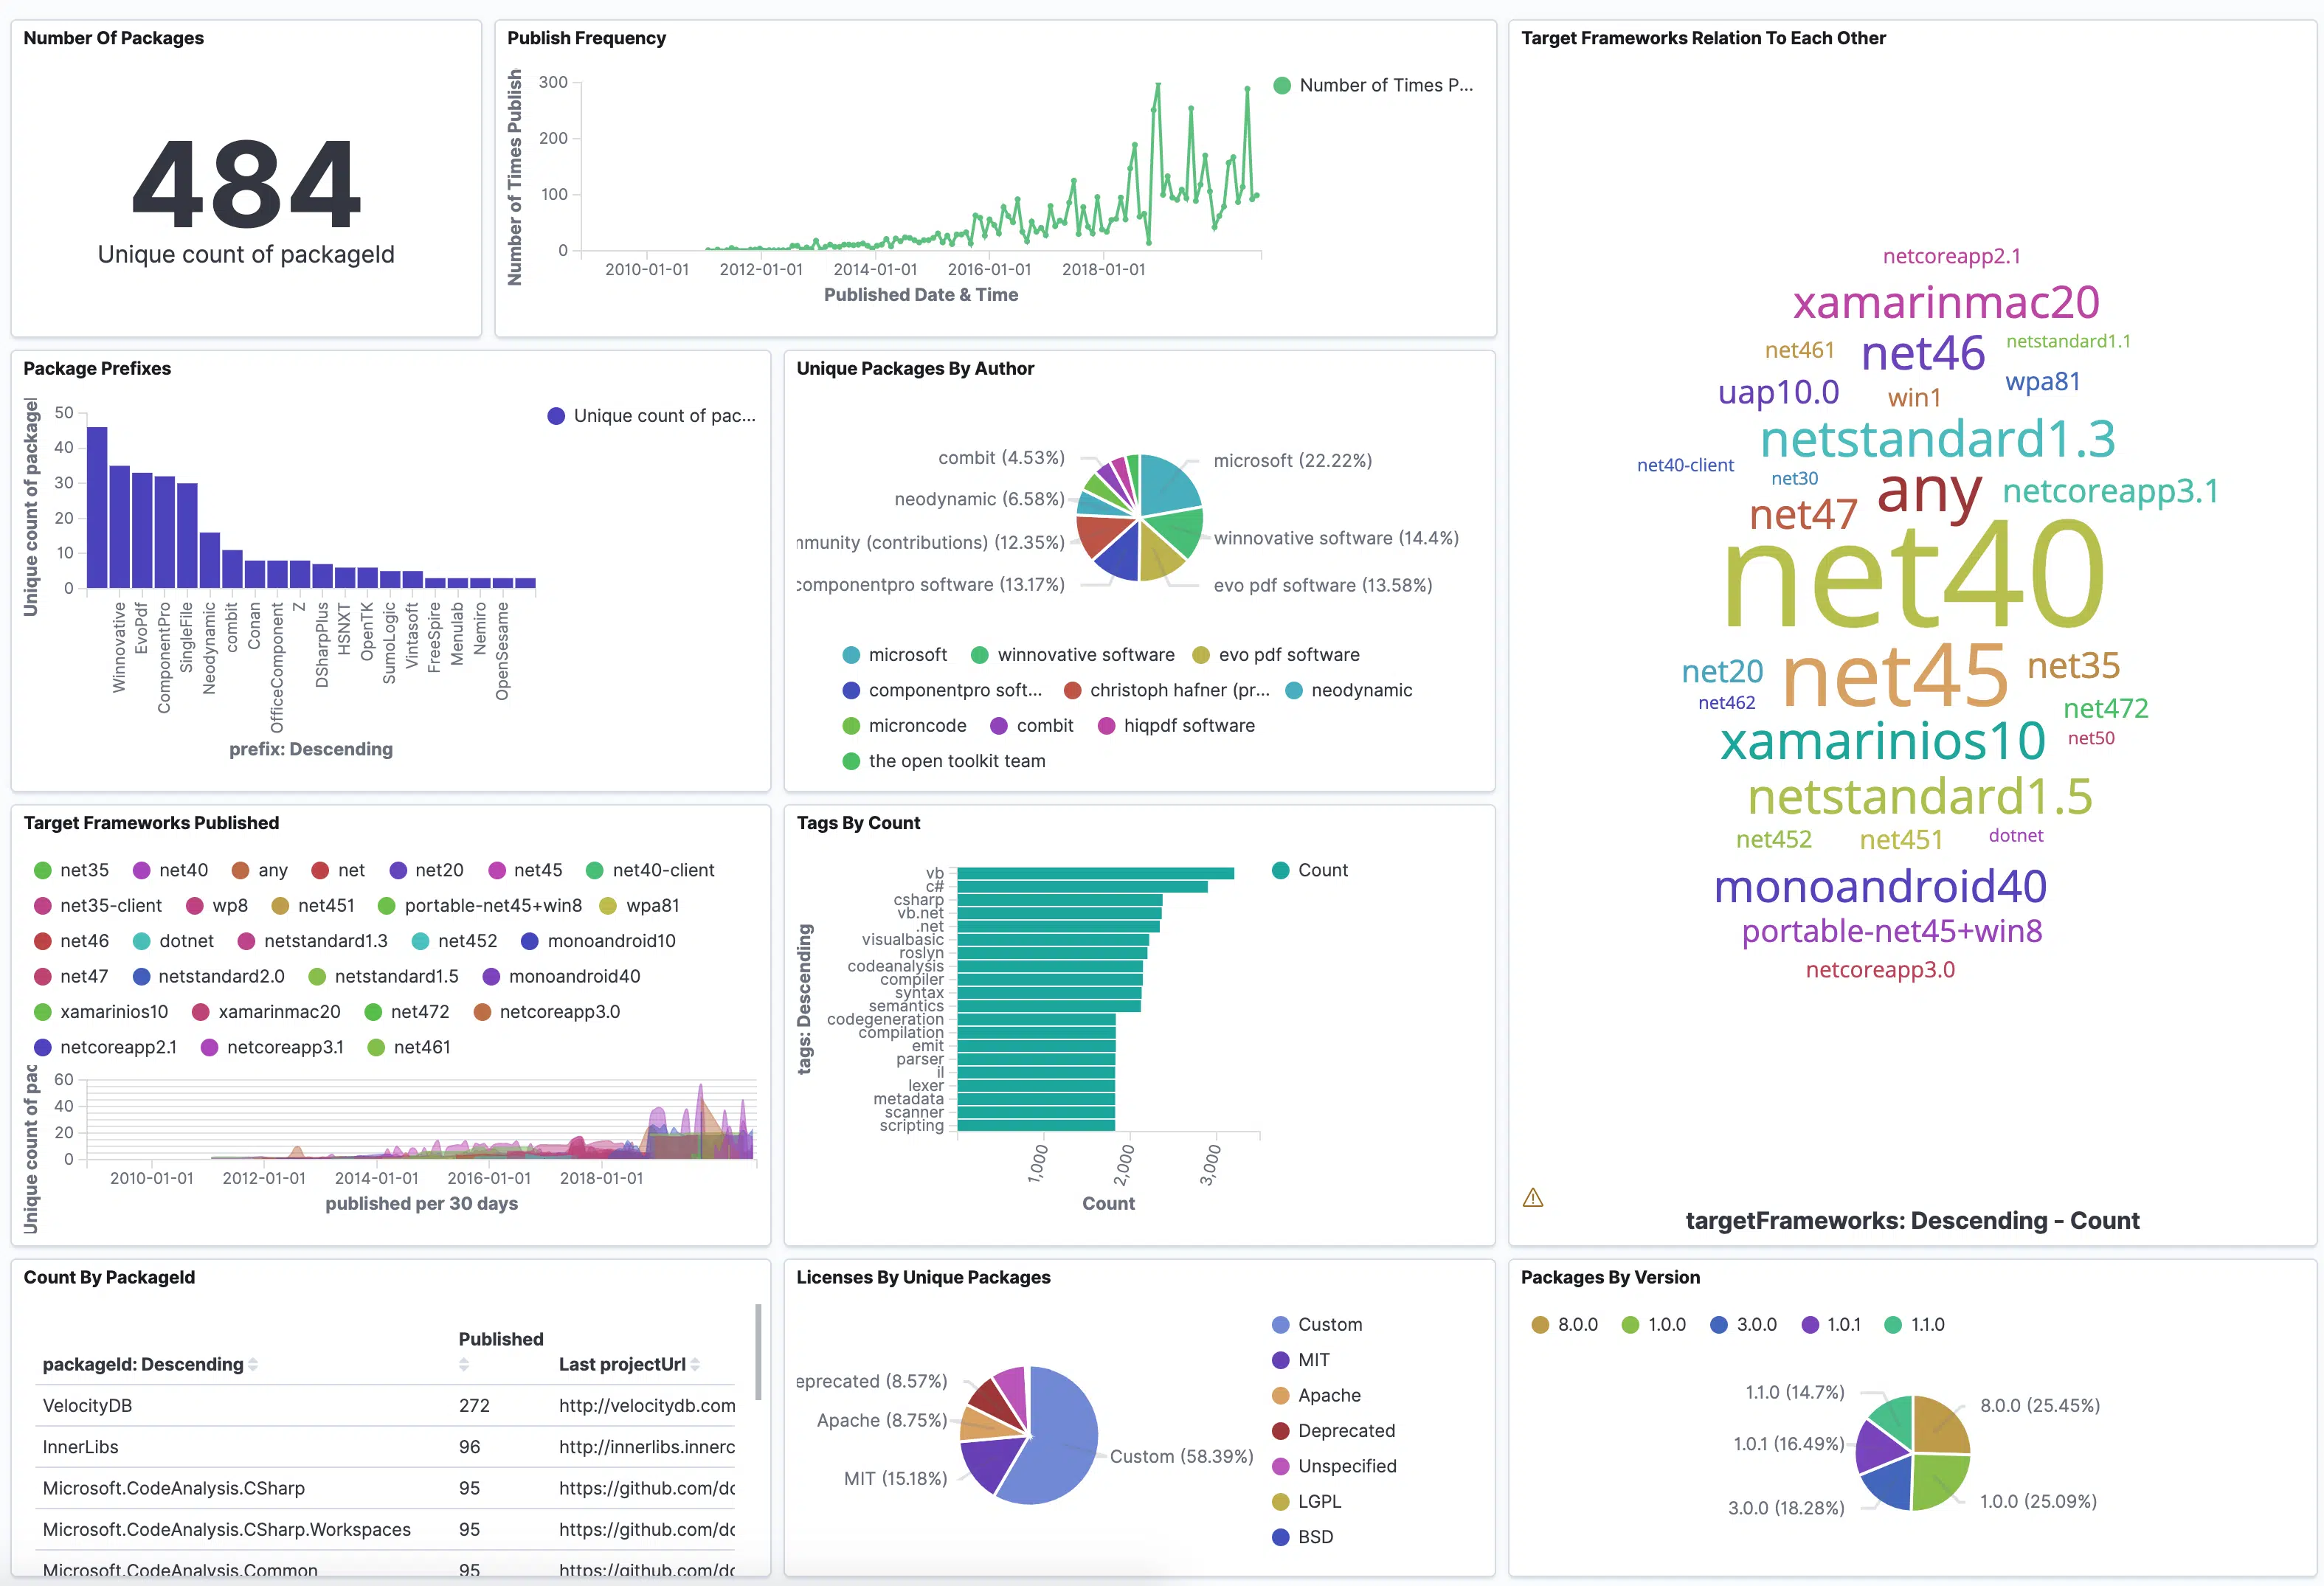 Number Of Packages
484
Unique count of packageId
Publish Frequency
Number of Times Publish
300
200
100
0
2010-01-01 2012-01-01 2014-01-01 2016-01-01 2018-01-01
Published Date & Time
Number of Times P...
Target Frameworks Relation To Each Other
netcoreapp2.1
xamarinmac20
net461 net46 netstandard1.1
uap10.0 win1 wpa81
netstandard1.3
net40-client net30 any netcoreapp3.1
net47
net40
net20 net45 net35
net462 net472
xamarinios10 net50
netstandard1.5
net452 net451 dotnet
monoandroid40
portable-net45+win8
netcoreapp3.0
targetFrameworks: Descending - Count
Package Prefixes
Unique count of package
50
40
30
20
10
0
Winnovative
EvoPdf
ComponentPro
SingleFile
Neodynamic
combit
Conan
OfficeComponent
Z
DSharpPlus
HSNXT
OpenTK
SumoLogic
Vintasoft
FreeSpire
Menulab
Nemiro
OpenSesame
prefix: Descending
Unique count of pac...
Unique Packages By Author
combit (4.53%)
neodynamic (6.58%)
nmunity (contributions) (12.35%)
componentpro software (13.17%)
microsoft (22.22%)
winnovative software (14.4%)
evo pdf software (13.58%)
microsoft winnovative software evo pdf software
componentpro soft... christoph hafner (pr... neodynamic
microncode combit hiqpdf software
the open toolkit team
Target Frameworks Published
net35 net40 any net net20 net45 net40-client
net35-client wp8 net451 portable-net45+win8 wpa81
net46 dotnet netstandard1.3 net452 monoandroid10
net47 netstandard2.0 netstandard1.5 monoandroid40
xamarinios10 xamarinmac20 net472 netcoreapp3.0
netcoreapp2.1 netcoreapp3.1 net461
Unique count of pac
60
40
20
0
2010-01-01 2012-01-01 2014-01-01 2016-01-01 2018-01-01
published per 30 days
Tags By Count
tags: Descending
vb
c#
csharp
vb.net
.net
visualbasic
roslyn
codeanalysis
compiler
syntax
semantics
codegeneration
compilation
emit
parser
il
lexer
metadata
scanner
scripting
1,000 2,000 3,000
Count
Count
Count By PackageId
packageId: Descending Published Last projectUrl
VelocityDB 272 http://velocitydb.com
InnerLibs 96 http://innerlibs.innerc
Microsoft.CodeAnalysis.CSharp 95 https://github.com/dc
Microsoft.CodeAnalysis.CSharp.Workspaces 95 https://github.com/dc
Microsoft.CodeAnalysis.Common 95 https://github.com/dc
Licenses By Unique Packages
eprecated (8.57%)
Apache (8.75%)
MIT (15.18%)
Custom (58.39%)
Custom
MIT
Apache
Deprecated
Unspecified
LGPL
BSD
Packages By Version
8.0.0 1.0.0 3.0.0 1.0.1 1.1.0
1.1.0 (14.7%)
1.0.1 (16.49%)
3.0.0 (18.28%)
8.0.0 (25.45%)
1.0.0 (25.09%)